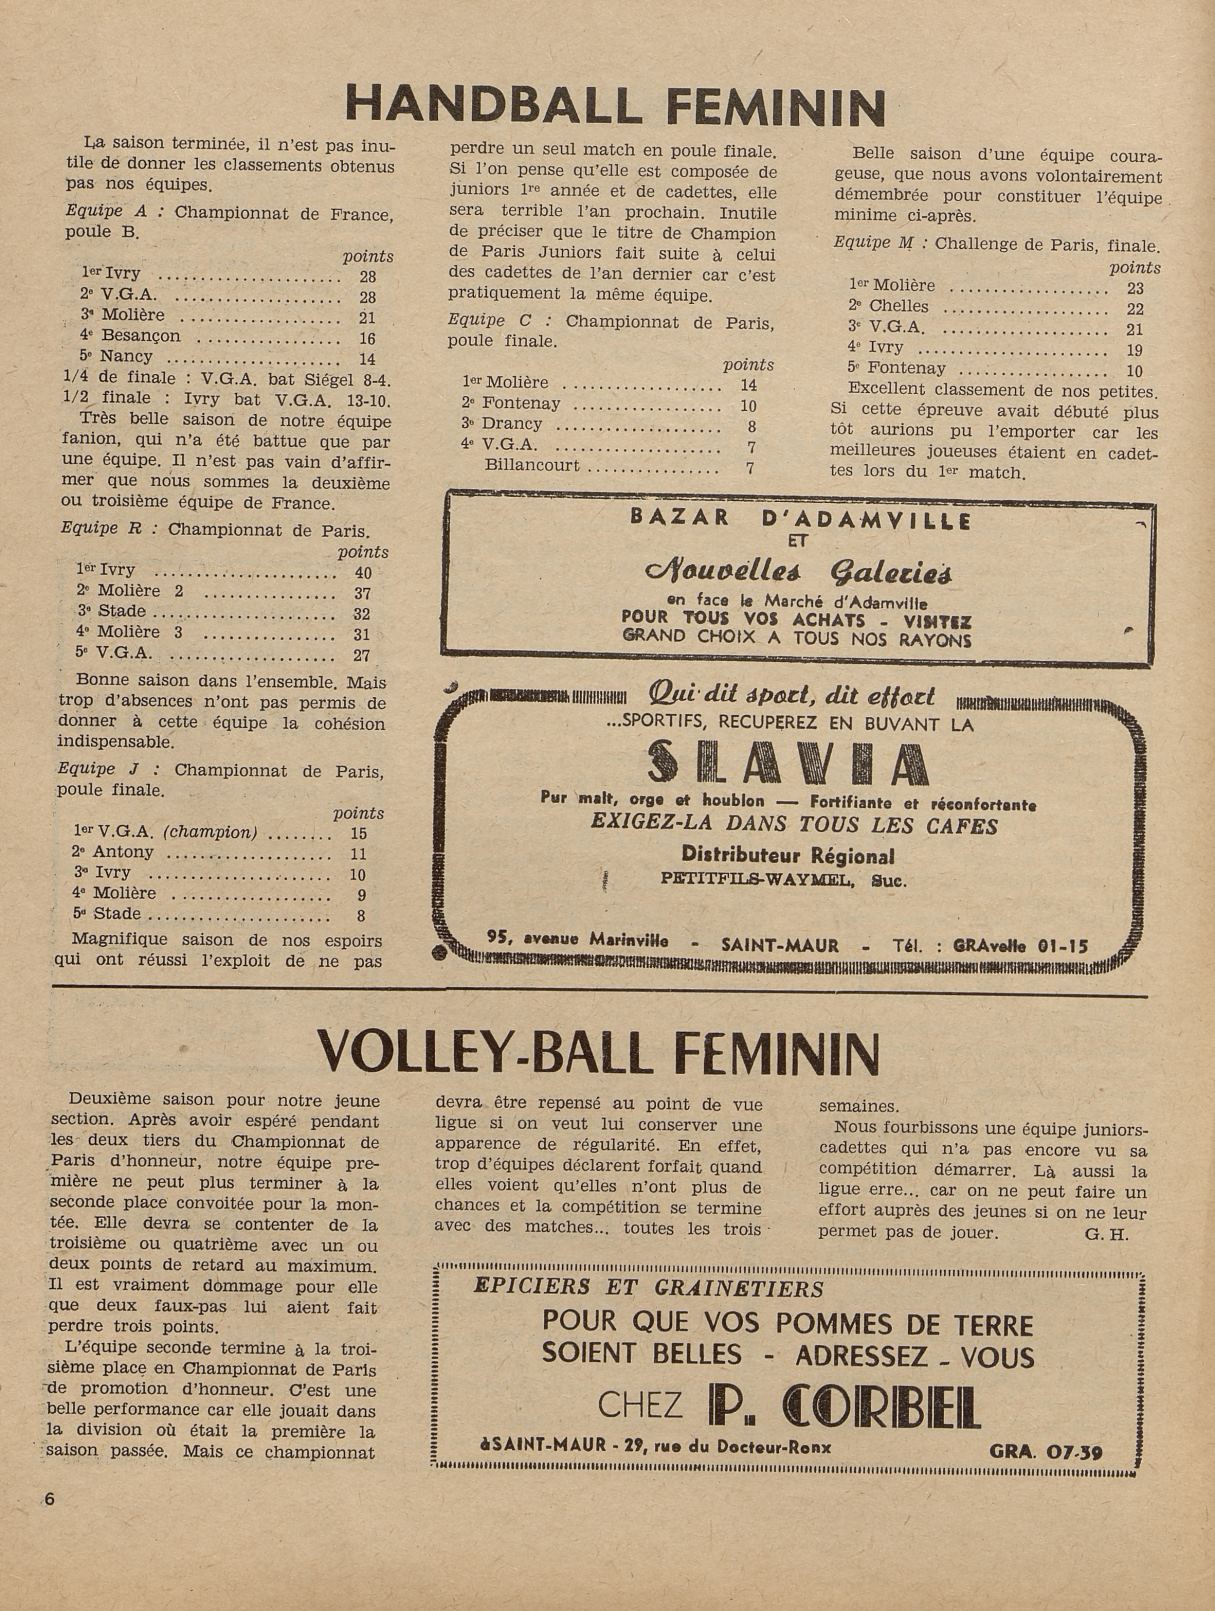 HANDBALL FEMININ
La saison terminée, il n'est pas inu-
tile de donner les classements obtenus
pas nos équipes.
Equipe A : Championnat de France,
poule B.
points
1er Ivry ...................... 28
2e V.G.A. .................... 28
3e Molière ................... 21
4e Besançon ................. 16
5e Nancy ..................... 14
1/4 de finale : V.G.A. bat Siégel 8-4.
1/2 finale : Ivry bat V.G.A. 13-10.
Très belle saison de notre équipe
fanion, qui n'a été battue que par
une équipe. Il n'est pas vain d'affir-
mer que nous sommes la deuxième
ou troisième équipe de France.
Equipe R : Championnat de Paris.
points
1er Ivry ...................... 40
2e Molière 2 ................ 37
3e Stade ...................... 32
4e Molière 3 ................ 31
5e V.G.A. .................... 27
Bonne saison dans l'ensemble. Mais
trop d'absences n'ont pas permis de
donner à cette équipe la cohésion
indispensable.
Equipe J : Championnat de Paris,
poule finale.
points
1er V.G.A. (champion) ........ 15
2e Antony .................... 11
3e Ivry ...................... 10
4e Molière ................... 9
5e Stade ...................... 8
Magnifique saison de nos espoirs
qui ont réussi l'exploit de ne pas
perdre un seul match en poule finale.
Si l'on pense qu'elle est composée de
juniors 1re année et de cadettes, elle
sera terrible l'an prochain. Inutile
de préciser que le titre de Champion
de Paris Juniors fait suite à celui
des cadettes de l'an dernier car c'est
pratiquement la même équipe.
Equipe C : Championnat de Paris,
poule finale.
points
1er Molière ................... 14
2e Fontenay .................. 10
3e Drancy .................... 8
4e V.G.A. .................... 7
Billancourt ................ 7
Belle saison d'une équipe coura-
geuse, que nous avons volontairement
démembrée pour constituer l'équipe
minime ci-après.
Equipe M : Challenge de Paris, finale.
points
1er Molière ................... 23
2e Chelles .................... 22
3e V.G.A. .................... 21
4e Ivry ....................... 19
5e Fontenay .................. 10
Excellent classement de nos petites.
Si cette épreuve avait débuté plus
tôt aurions pu l'emporter car les
meilleures joueuses étaient en cadet-
tes lors du 1er match.
BAZAR D'ADAMVILLE
ET
Nouvelles Galeries
en face le Marché d'Adamville
POUR TOUS VOS ACHATS - VISITEZ
GRAND CHOIX A TOUS NOS RAYONS
Qui dit sport, dit effort
...SPORTIFS, RECUPEREZ EN BUVANT LA
SLAVIA
Pur malt, orge et houblon — Fortifiante et réconfortante
EXIGEZ-LA DANS TOUS LES CAFES
Distributeur Régional
PETITFILS-WAYMEL, Suc.
95, avenue Marinville - SAINT-MAUR - Tél. : GRAvelle 01-15
VOLLEY-BALL FEMININ
Deuxième saison pour notre jeune
section. Après avoir espéré pendant
les deux tiers du Championnat de
Paris d'honneur, notre équipe pre-
mière ne peut plus terminer à la
seconde place convoitée pour la mon-
tée. Elle devra se contenter de la
troisième ou quatrième avec un ou
deux points de retard au maximum.
Il est vraiment dommage pour elle
que deux faux-pas lui aient fait
perdre trois points.
L'équipe seconde termine à la troi-
sième place en Championnat de Paris
de promotion d'honneur. C'est une
belle performance car elle jouait dans
la division où était la première la
saison passée. Mais ce championnat
devra être repensé au point de vue
ligue si on veut lui conserver une
apparence de régularité. En effet,
trop d'équipes déclarent forfait quand
elles voient qu'elles n'ont plus de
chances et la compétition se termine
avec des matches... toutes les trois
semaines.
Nous fourbissons une équipe juniors-
cadettes qui n'a pas encore vu sa
compétition démarrer. Là aussi la
ligue erre... car on ne peut faire un
effort auprès des jeunes si on ne leur
permet pas de jouer. G. H.
EPICIERS ET GRAINETIERS
POUR QUE VOS POMMES DE TERRE
SOIENT BELLES - ADRESSEZ - VOUS
CHEZ P. CORBEL
à SAINT-MAUR - 29, rue du Docteur-Roux
GRA. 07-39
6